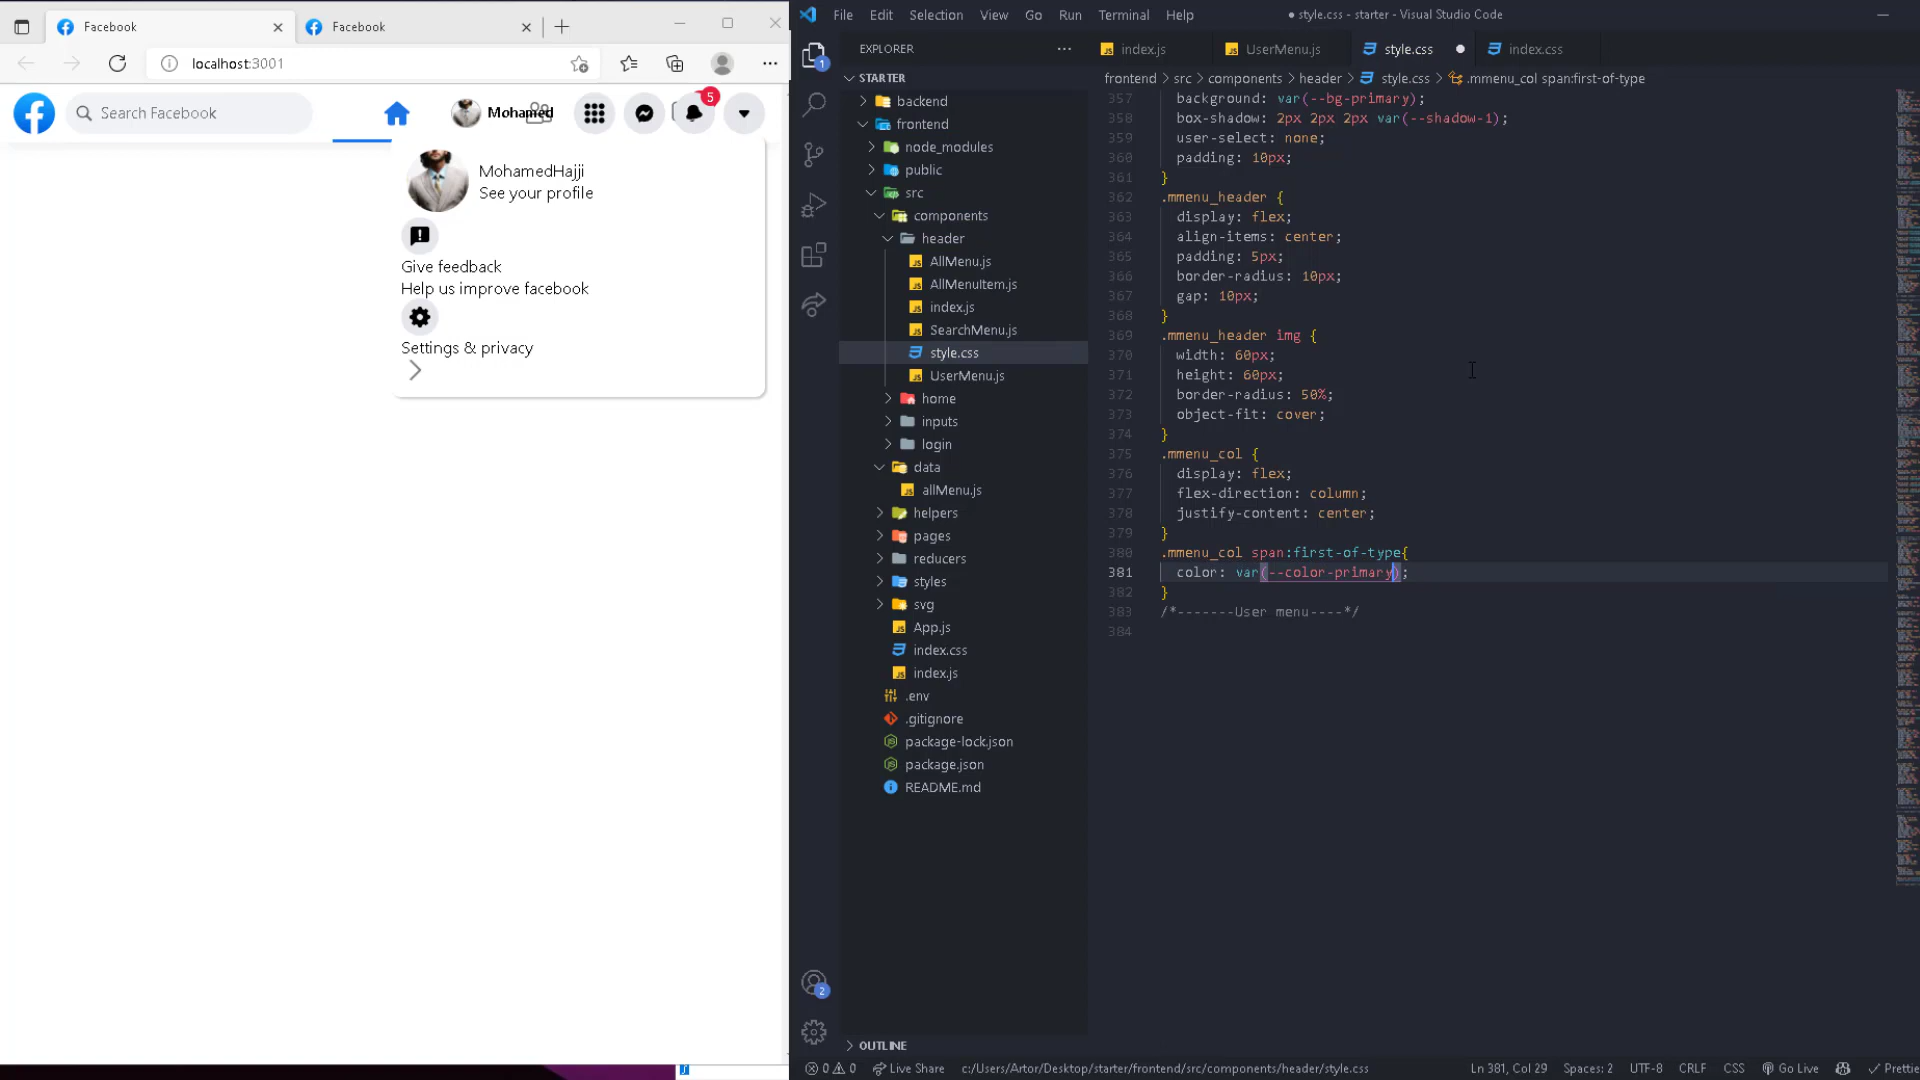 Facebook
Facebook
localhost:3001
Search Facebook
Mohamed
5
MohamedHajji
See your profile
Give feedback
Help us improve facebook
Settings & privacy
File Edit Selection View Go Run Terminal Help
● style.css - starter - Visual Studio Code
EXPLORER
STARTER
backend
frontend
node_modules
public
src
components
header
AllMenu.js
AllMenuItem.js
index.js
SearchMenu.js
style.css
UserMenu.js
home
inputs
login
data
allMenu.js
helpers
pages
reducers
styles
svg
App.js
index.css
index.js
.env
.gitignore
package-lock.json
package.json
README.md
OUTLINE
1
2
index.js UserMenu.js style.css index.css
frontend > src > components > header > style.css > .mmenu_col span:first-of-type
357 background: var(--bg-primary);
358 box-shadow: 2px 2px 2px var(--shadow-1);
359 user-select: none;
360 padding: 10px;
361 }
362 .mmenu_header {
363 display: flex;
364 align-items: center;
365 padding: 5px;
366 border-radius: 10px;
367 gap: 10px;
368 }
369 .mmenu_header img {
370 width: 60px;
371 height: 60px;
372 border-radius: 50%;
373 object-fit: cover;
374 }
375 .mmenu_col {
376 display: flex;
377 flex-direction: column;
378 justify-content: center;
379 }
380 .mmenu_col span:first-of-type{
381 color: var(--color-primary);
382 }
383 /*-------User menu----*/
384
0 0 Live Share c:/Users/Artor/Desktop/starter/frontend/src/components/header/style.css Ln 381, Col 29 Spaces: 2 UTF-8 CRLF CSS Go Live Prettie